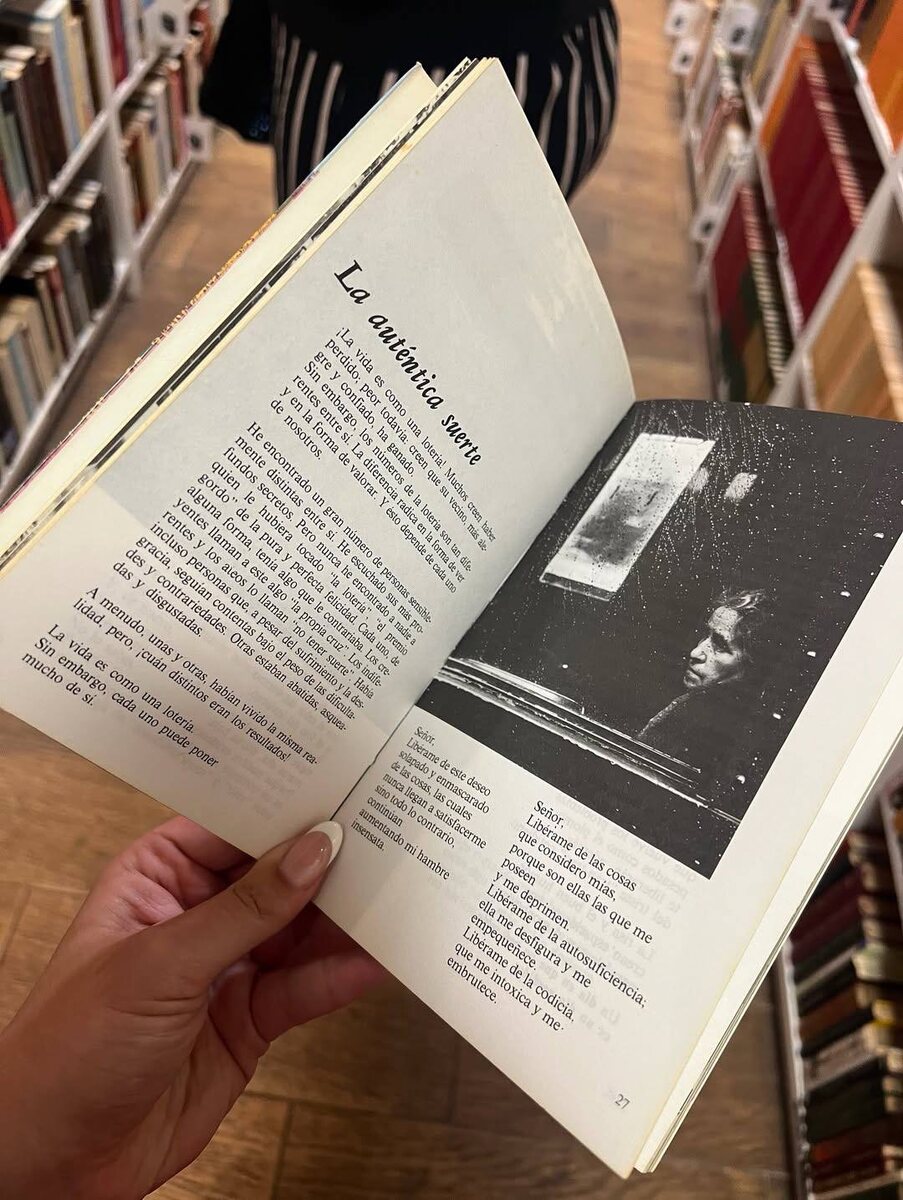 La auténtica suerte
¡La vida es como una lotería! Muchos creen haber
perdido; peor todavía, creen que su vecino, más ale-
gre y confiado, ha ganado.
Sin embargo, los números de la lotería son tan dife-
rentes entre sí. La diferencia radica en la forma de ver
y en la forma de valorar. Y esto depende de cada uno
de nosotros.
He encontrado un gran número de personas sensible-
mente distintas entre sí. He escuchado sus más pro-
fundos secretos. Pero nunca he encontrado a nadie a
quien le hubiera tocado "la lotería", "el premio
gordo" de la pura y perfecta felicidad. Cada uno, de
alguna forma, tenía algo que le contrariaba. Los cre-
yentes llaman a este algo "la propia cruz". Los indife-
rentes y los ateos lo llaman "no tener suerte". Había
incluso personas que, a pesar del sufrimiento y la des-
gracia, seguían contentas bajo el peso de las dificulta-
des y contrariedades. Otras estaban abatidas, asquea-
das y disgustadas.
A menudo, unas y otras, habían vivido la misma rea-
lidad, pero, ¡cuán distintos eran los resultados!
La vida es como una lotería.
Sin embargo, cada uno puede poner
mucho de sí.
Señor,
Libérame de este deseo
solapado y enmascarado
de las cosas, las cuales
nunca llegan a satisfacerme
sino todo lo contrario,
continúan
aumentando mi hambre
insensata.
Señor,
Libérame de las cosas
que considero mías,
porque son ellas las que me
poseen
y me deprimen.
Libérame de la autosuficiencia;
ella me desfigura y me
empequeñece.
Libérame de la codicia,
que me intoxica y me
embrutece.
27